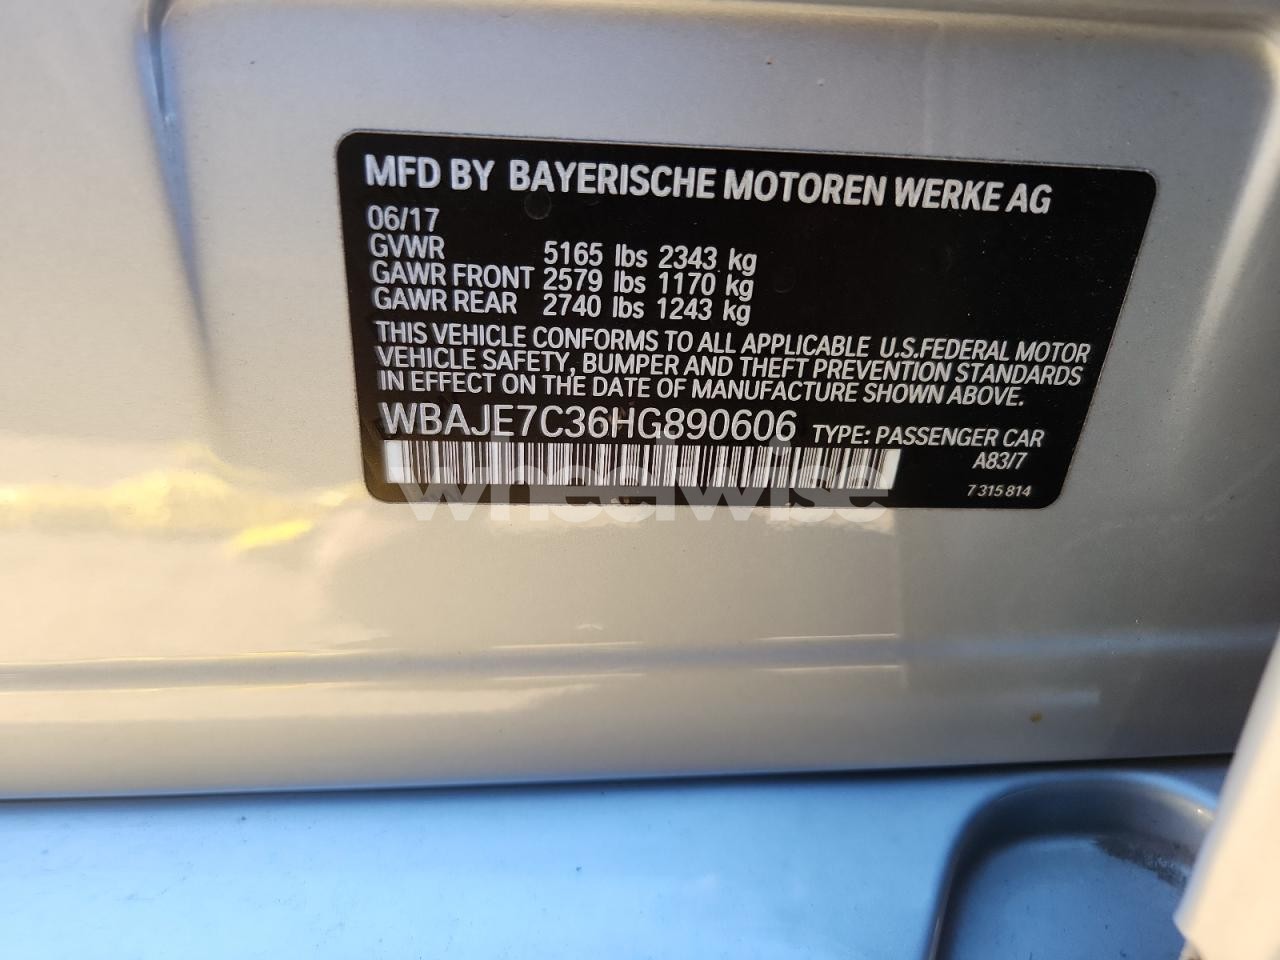 MFD BY BAYERISCHE MOTOREN WERKE AG
06/17
GVWR 5165 lbs 2343 kg
GAWR FRONT 2579 lbs 1170 kg
GAWR REAR 2740 lbs 1243 kg
THIS VEHICLE CONFORMS TO ALL APPLICABLE U.S.FEDERAL MOTOR
VEHICLE SAFETY, BUMPER AND THEFT PREVENTION STANDARDS
IN EFFECT ON THE DATE OF MANUFACTURE SHOWN ABOVE.
WBAJE7C36HG890606 TYPE: PASSENGER CAR
A83/7
7 315 814
wheelwise